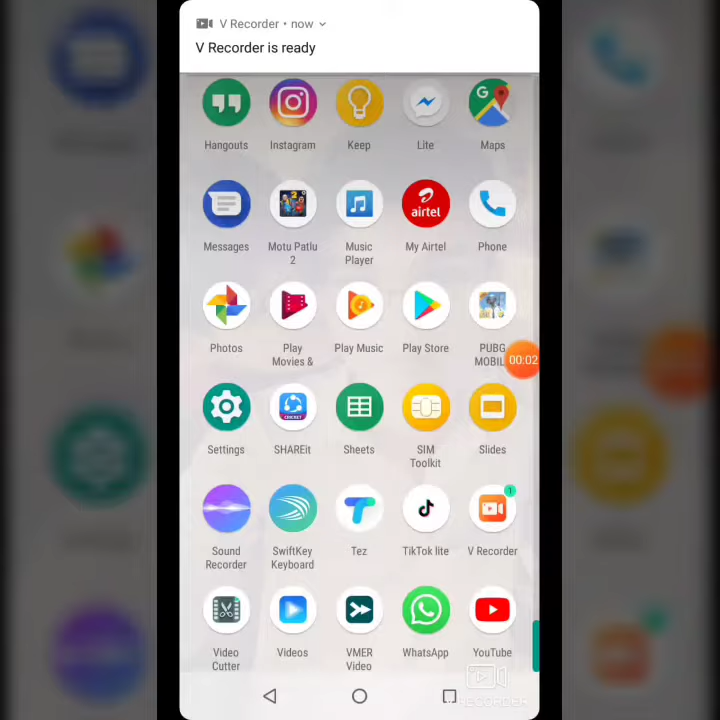 V Recorder • now
V Recorder is ready
Hangouts
Instagram
Keep
Lite
Maps
Messages
Motu Patlu
2
Music
Player
airtel
My Airtel
Phone
Photos
Play
Movies &
Play Music
Play Store
PUBG
MOBIL
00:02
Settings
SHAREit
Sheets
SIM
Toolkit
Slides
Sound
Recorder
SwiftKey
Keyboard
Tez
TikTok lite
1
V Recorder
Video
Cutter
Videos
VMER
Video
WhatsApp
YouTube